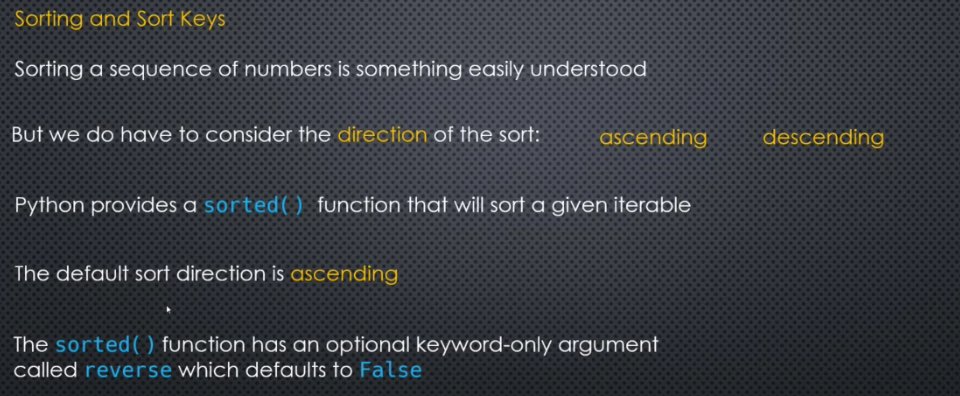 Sorting and Sort Keys
Sorting a sequence of numbers is something easily understood
But we do have to consider the direction of the sort: ascending descending
Python provides a sorted() function that will sort a given iterable
The default sort direction is ascending
The sorted() function has an optional keyword-only argument
called reverse which defaults to False